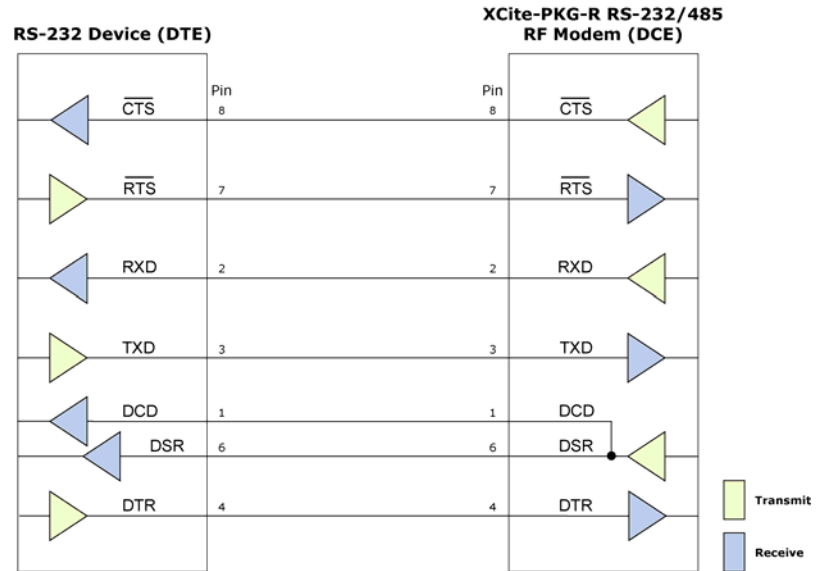 XCite-PKG-R RS-232/485
RS-232 Device (DTE) RF Modem (DCE)
Pin Pin
CTS 8 8 CTS
RTS 7 7 RTS
RXD 2 2 RXD
TXD 3 3 TXD
DCD 1 1 DCD
DSR 6 6 DSR
DTR 4 4 DTR
Transmit
Receive